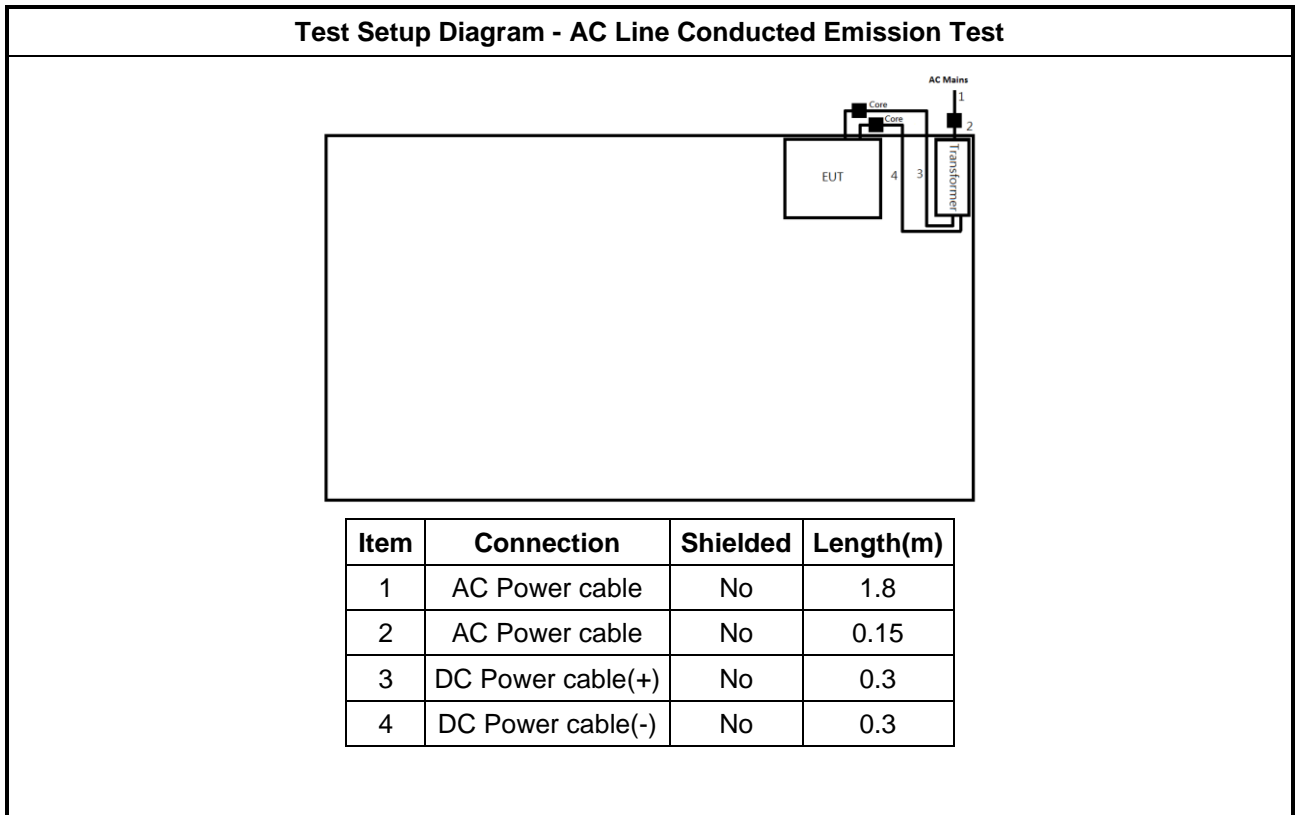 Test Setup Diagram - AC Line Conducted Emission Test
AC Mains
1
Core
Core
2
EUT
4
3
Transformer
Item Connection Shielded Length(m)
1 AC Power cable No 1.8
2 AC Power cable No 0.15
3 DC Power cable(+) No 0.3
4 DC Power cable(-) No 0.3